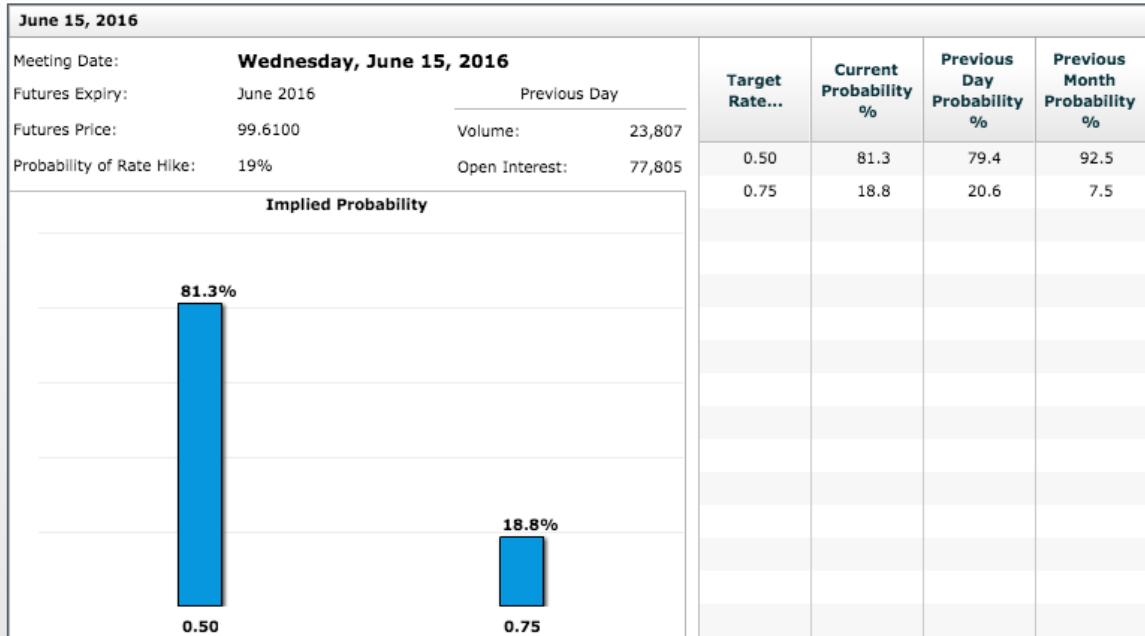 June 15, 2016
Meeting Date: Wednesday, June 15, 2016
Futures Expiry: June 2016 Previous Day
Futures Price: 99.6100 Volume: 23,807
Probability of Rate Hike: 19% Open Interest: 77,805
Implied Probability
81.3%
18.8%
0.50 0.75
Target Rate... Current Probability % Previous Day Probability % Previous Month Probability %
0.50 81.3 79.4 92.5
0.75 18.8 20.6 7.5